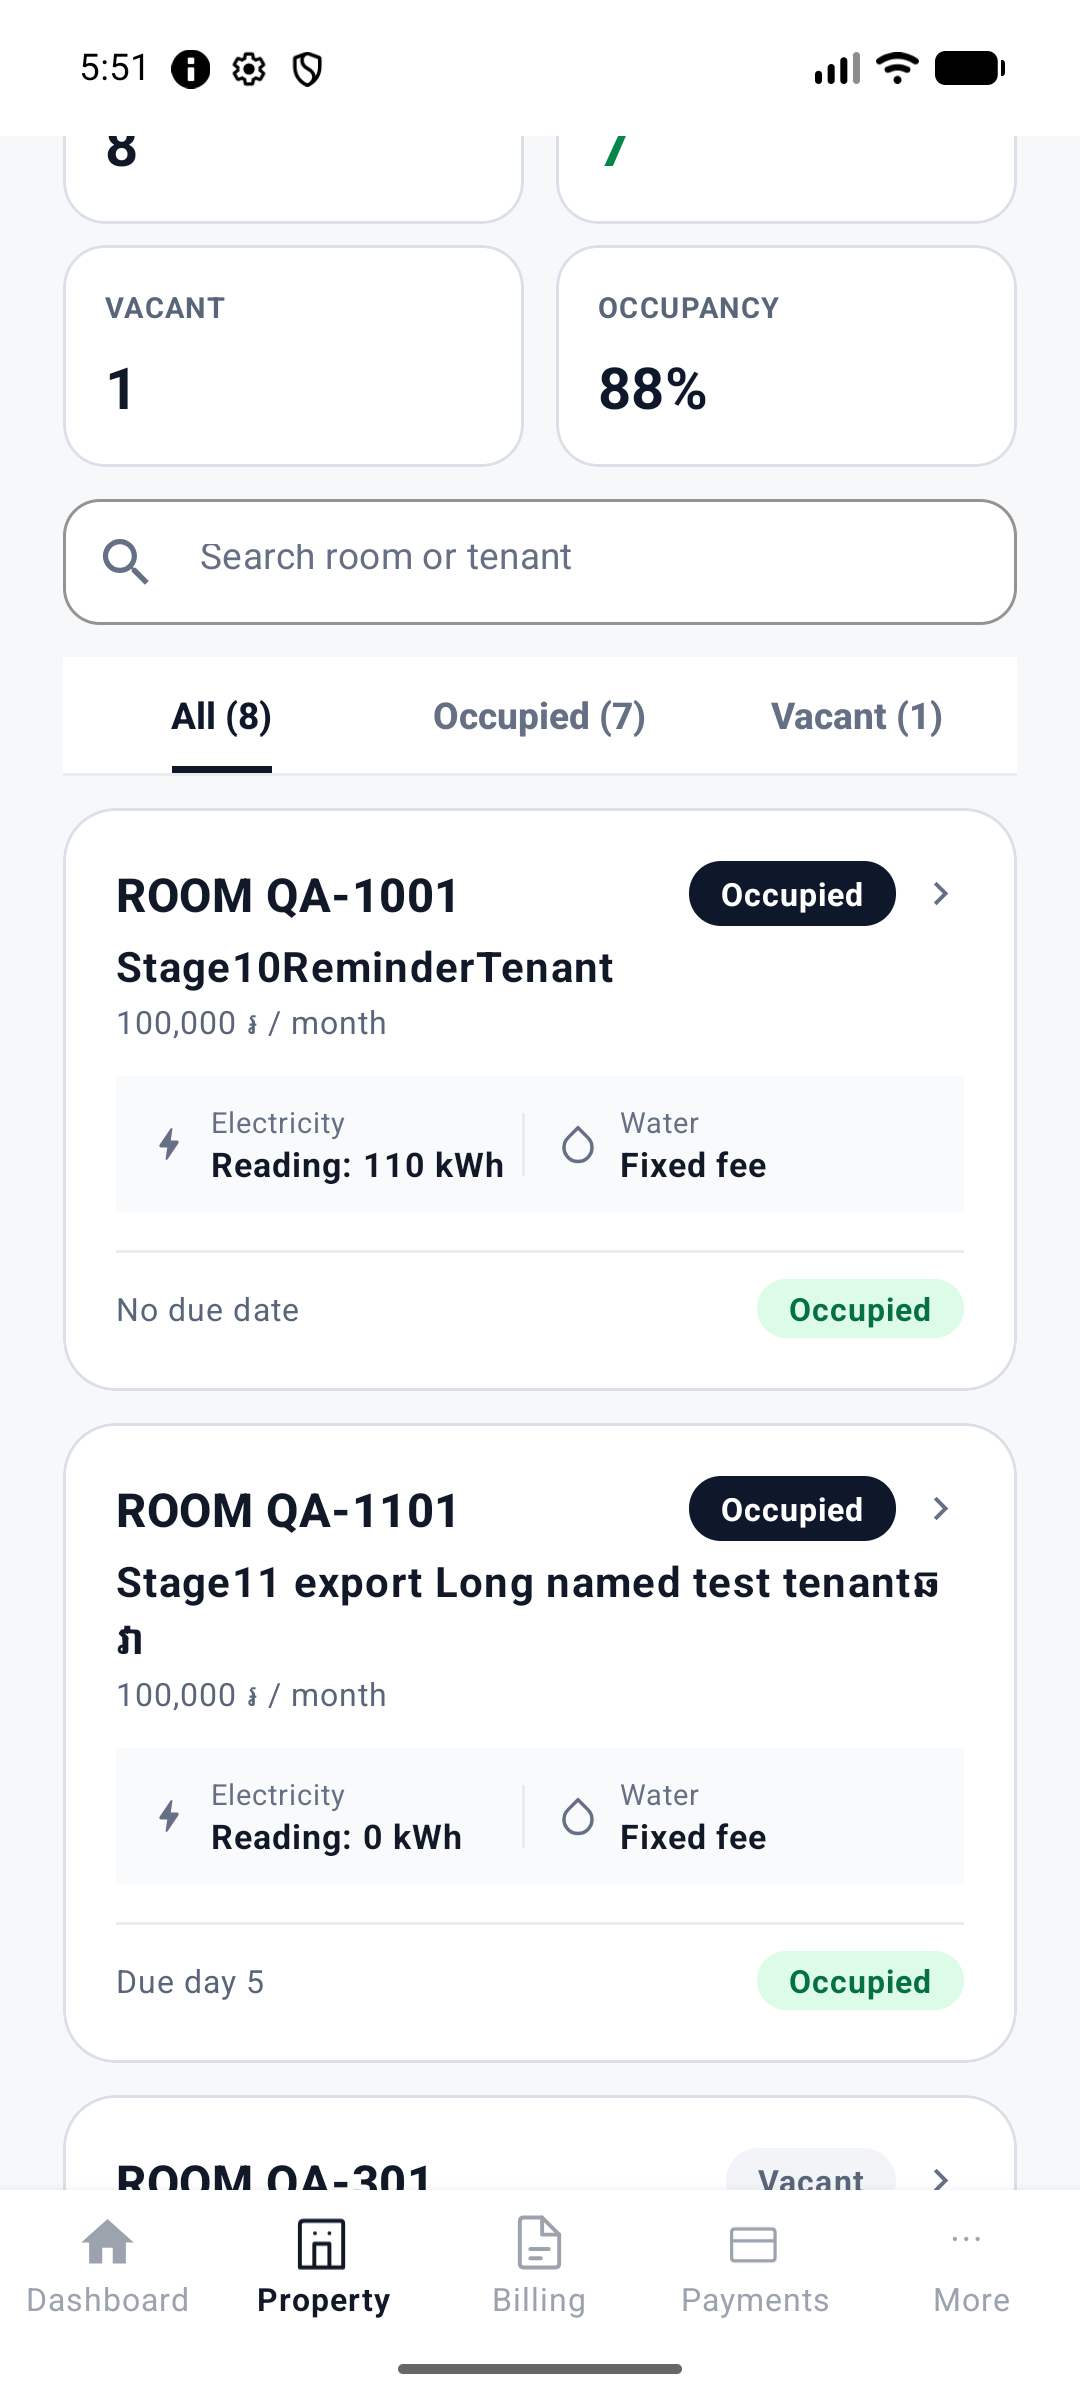 5:51
8
7
VACANT
OCCUPANCY
1
88%
Search room or tenant
All (8)
Occupied (7)
Vacant (1)
ROOM QA-1001
Occupied
Stage10ReminderTenant
100,000 ៛ / month
Electricity
Water
Reading: 110 kWh
Fixed fee
No due date
Occupied
ROOM QA-1101
Occupied
Stage11 export Long named test tenantឆ
វា
100,000 ៛ / month
Electricity
Water
Reading: 0 kWh
Fixed fee
Due day 5
Occupied
ROOM QA-301
Vacant
Dashboard
Property
Billing
Payments
More